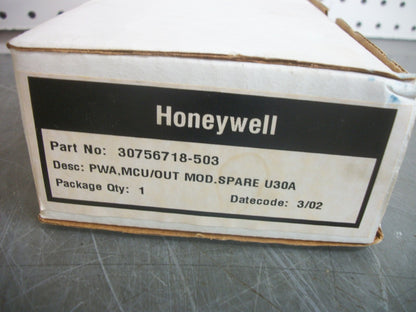 Honeywell
Part No: 30756718-503
Desc: PWA,MCU/OUT MOD.SPARE U30A
Package Qty: 1 Datecode: 3/02